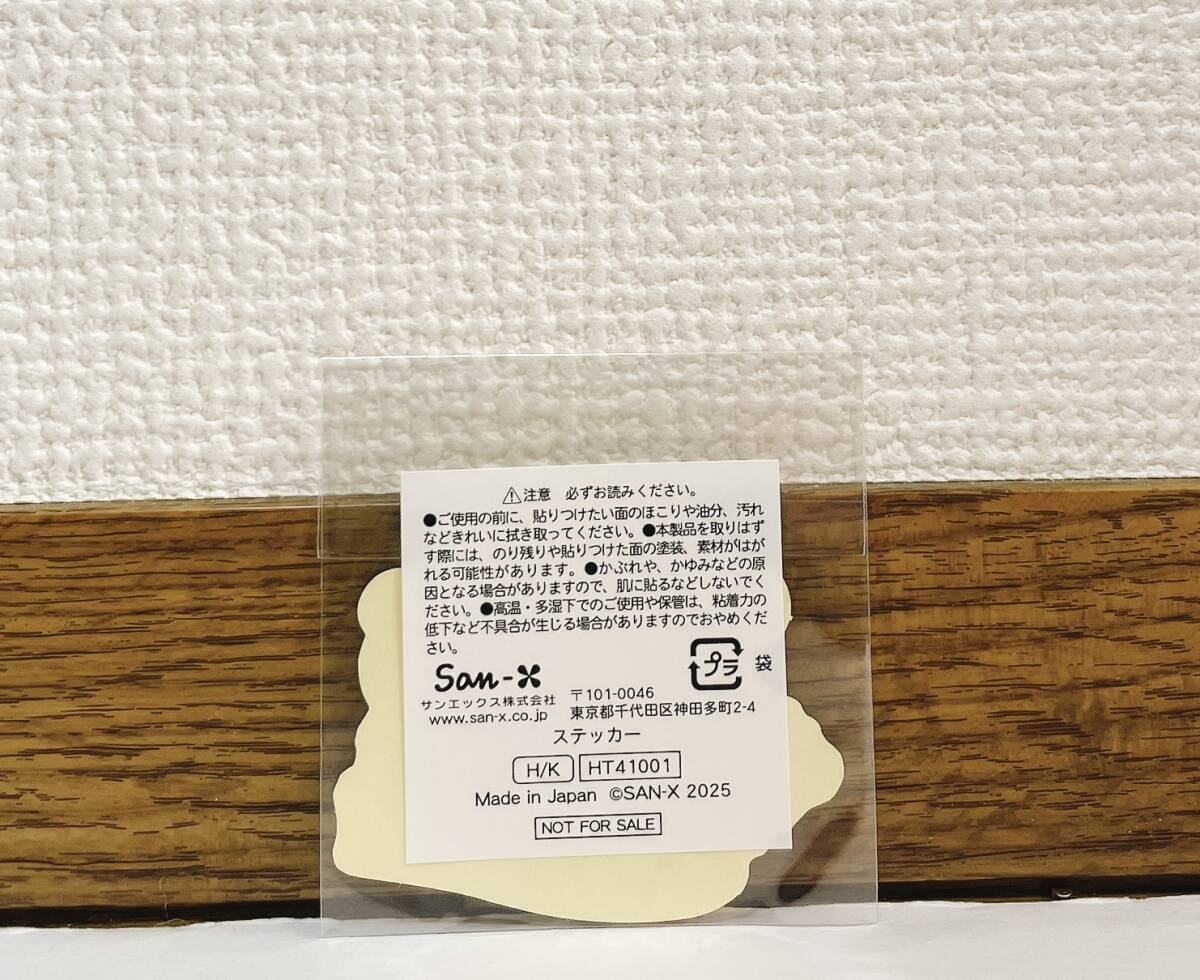 ⚠注意 必ずお読みください。
●ご使用の前に、貼りつけたい面のほこりや油分、汚れ
などきれいに拭き取ってください。●本製品を取りはず
す際には、のり残りや貼りつけた面の塗装、素材がはが
れる可能性があります。●かぶれや、かゆみなどの原
因となる場合がありますので、肌に貼るなどしないでく
ださい。●高温・多湿下でのご使用や保管は、粘着力の
低下など不具合が生じる場合がありますのでおやめくだ
さい。
San-X
プラ 袋
サンエックス株式会社
www.san-x.co.jp
〒101-0046
東京都千代田区神田多町2-4
ステッカー
H/K HT41001
Made in Japan ©SAN-X 2025
NOT FOR SALE